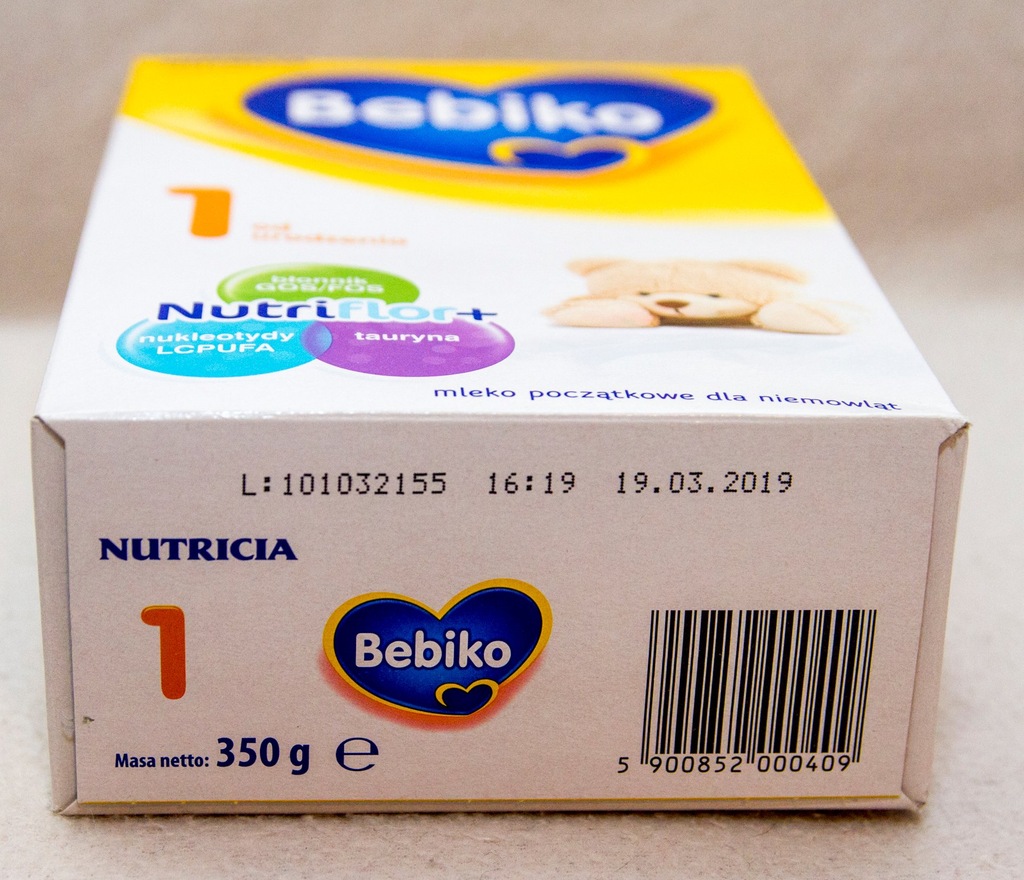 Bebiko
1 od
urodzenia
błonnik
GOS/FOS
Nutriflor+
nukleotydy
LCPUFA
tauryna
mleko początkowe dla niemowląt
L:101032155 16:19 19.03.2019
NUTRICIA
1
Bebiko
Masa netto: 350 g ℮
5 900852 000409